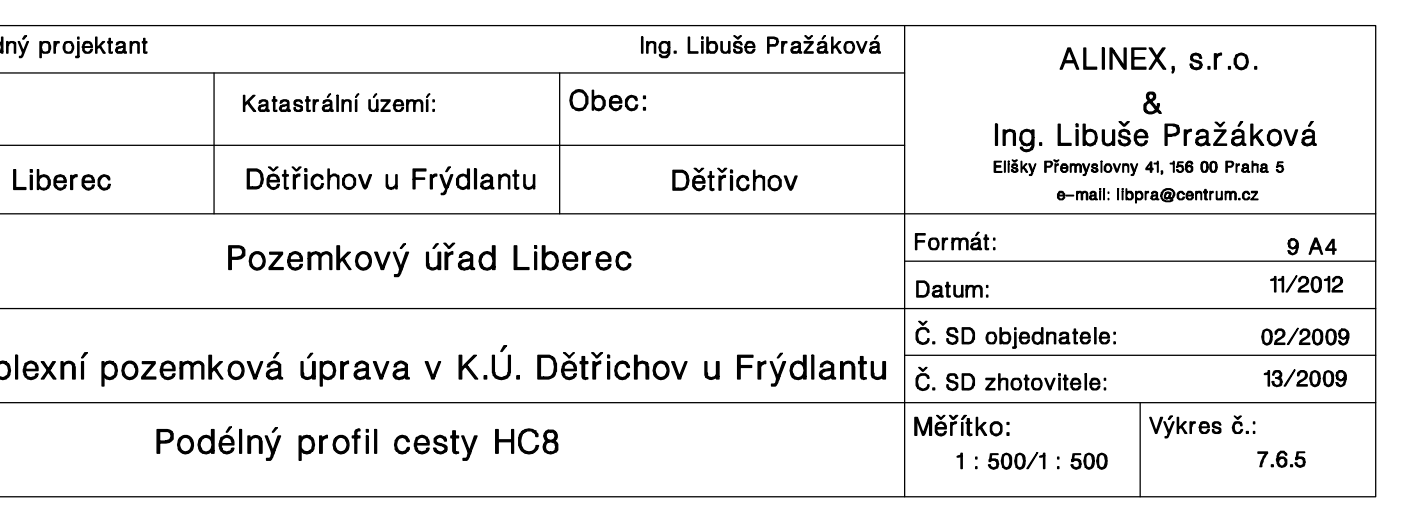 projektant Ing. Libuše Pražáková
ALINEX, s.r.o.
&
Ing. Libuše Pražáková
Elišky Přemyslovny 41, 156 00 Praha 5
e-mail: libpra@centrum.cz
Katastrální území: Obec:
Liberec Dětřichov u Frýdlantu Dětřichov
Pozemkový úřad Liberec
Formát: 9 A4
Datum: 11/2012
Č. SD objednatele: 02/2009
pozemková úprava v K.Ú. Dětřichov u Frýdlantu
Č. SD zhotovitele: 13/2009
Podélný profil cesty HC8
Měřítko:
1 : 500/1 : 500
Výkres č.:
7.6.5